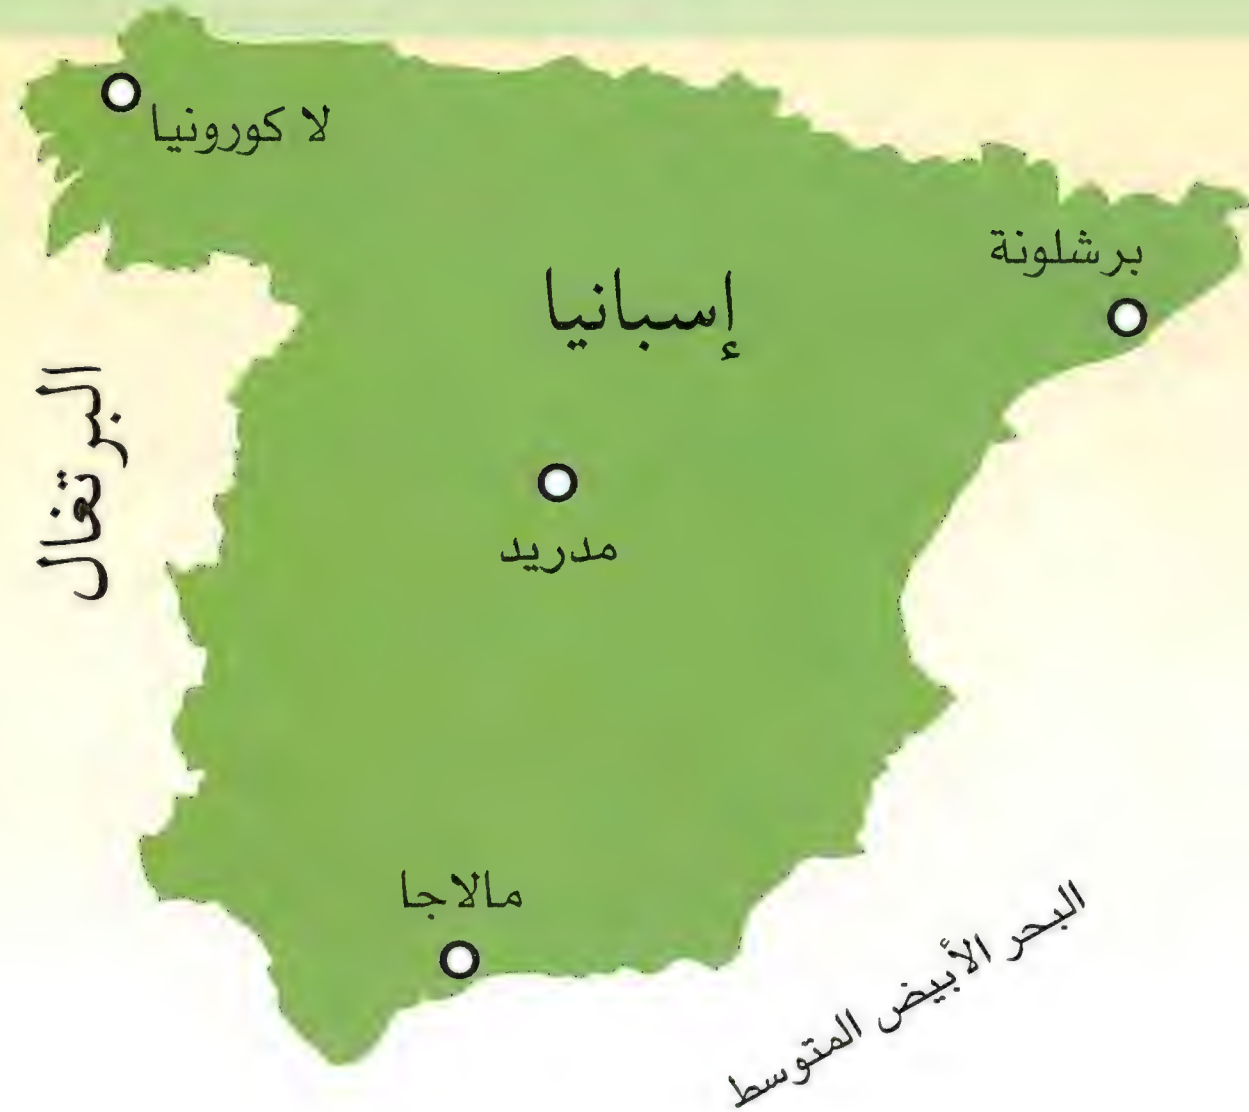 لا كورونيا
برشلونة
إسبانيا
البرتغال
مدريد
مالاجا
البحر الأبيض المتوسط